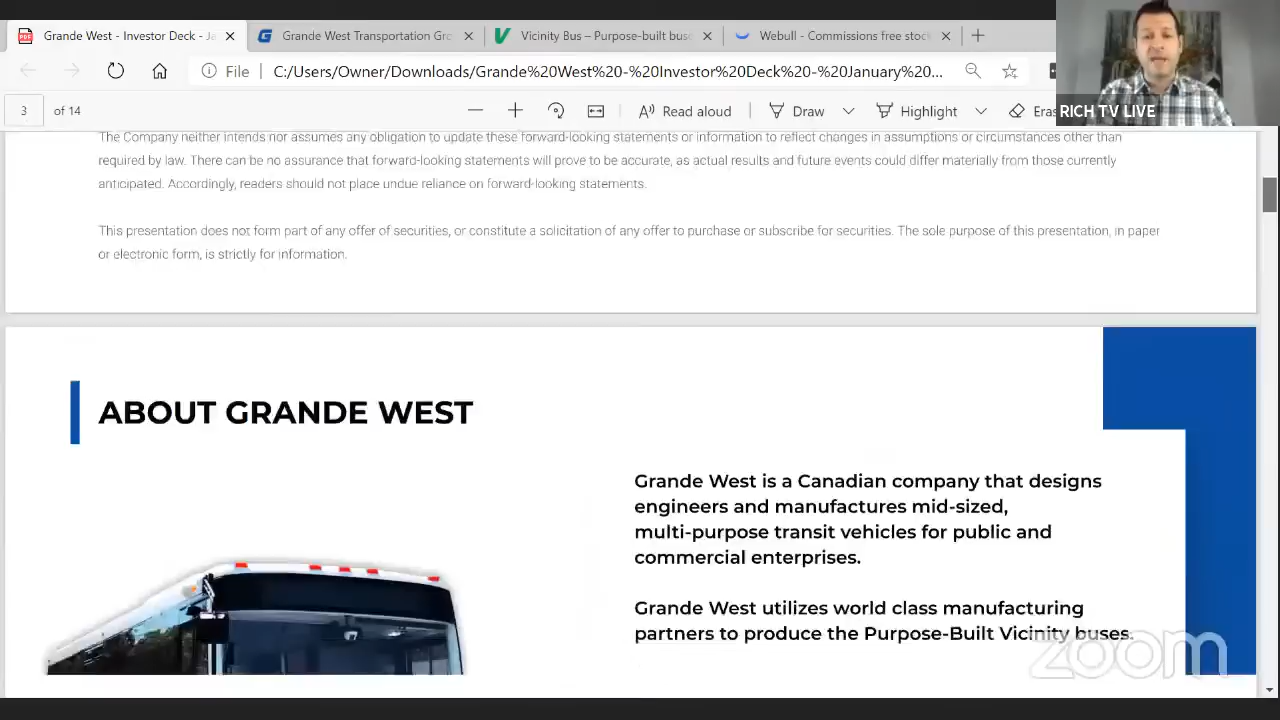 Grande West - Investor Deck - Ja
Grande West Transportation Gro
Vicinity Bus – Purpose-built buse
Webull - Commissions free stoc
File
C:/Users/Owner/Downloads/Grande%20West%20-%20Investor%20Deck%20-%20January%20...
3
of 14
Read aloud
Draw
Highlight
Eras
RICH TV LIVE
The Company neither intends nor assumes any obligation to update these forward-looking statements or information to reflect changes in assumptions or circumstances other than
required by law. There can be no assurance that forward-looking statements will prove to be accurate, as actual results and future events could differ materially from those currently
anticipated. Accordingly, readers should not place undue reliance on forward-looking statements.
This presentation does not form part of any offer of securities, or constitute a solicitation of any offer to purchase or subscribe for securities. The sole purpose of this presentation, in paper
or electronic form, is strictly for information.
ABOUT GRANDE WEST
Grande West is a Canadian company that designs
engineers and manufactures mid-sized,
multi-purpose transit vehicles for public and
commercial enterprises.
Grande West utilizes world class manufacturing
partners to produce the Purpose-Built Vicinity buses.
zoom